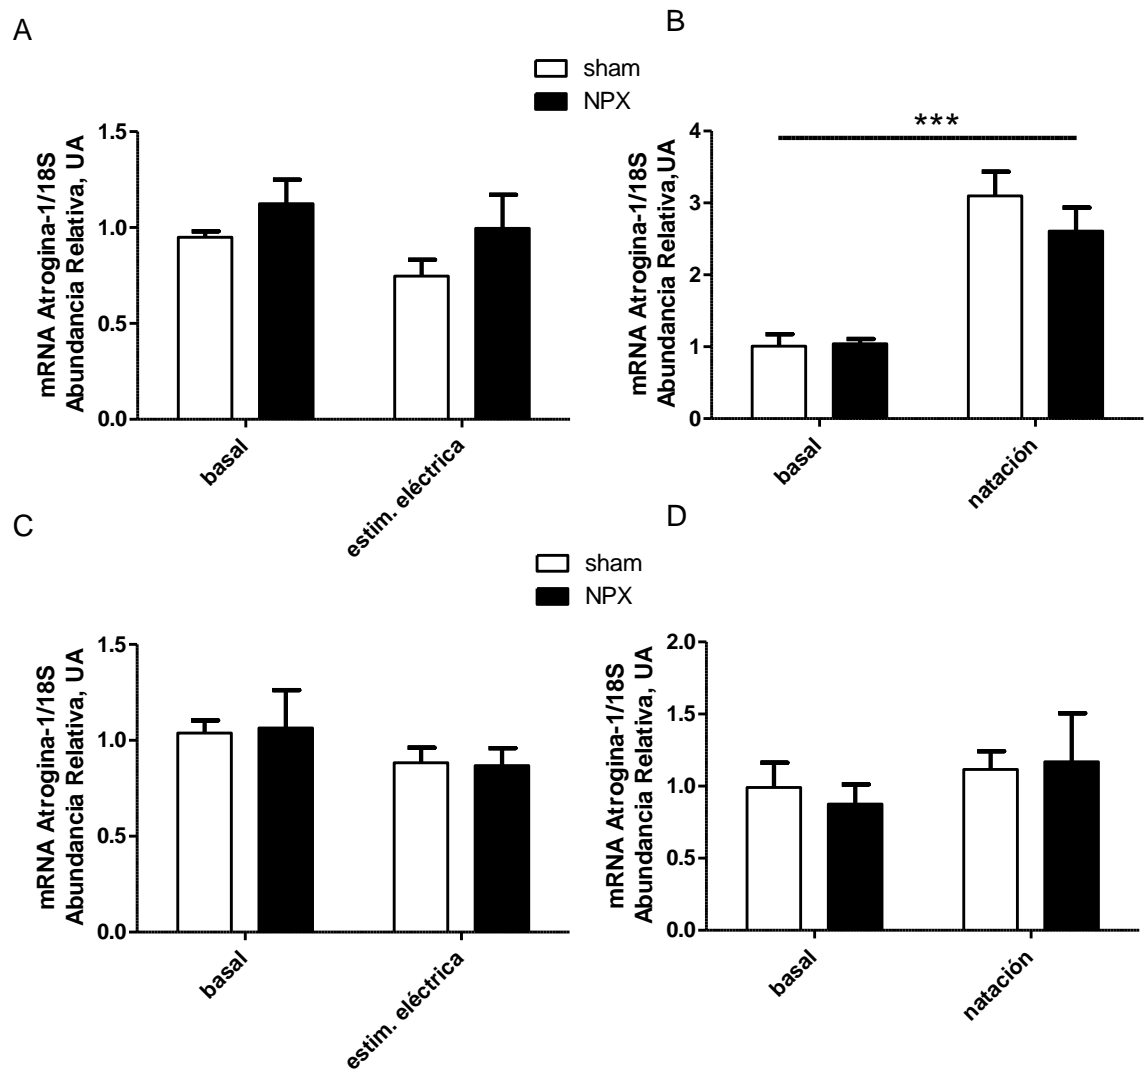 A
B
sham
NPX
mRNA Atrogina-1/18S
Abundancia Relativa, UA
1.5
1.0
0.5
0.0
basal
estim. eléctrica
mRNA Atrogina-1/18S
Abundancia Relativa,UA
4
3
2
1
0
***
basal
natación
C
D
sham
NPX
mRNA Atrogina-1/18S
Abundancia Relativa, UA
1.5
1.0
0.5
0.0
basal
estim. eléctrica
mRNA Atrogina-1/18S
Abundancia Relativa, UA
2.0
1.5
1.0
0.5
0.0
basal
natación